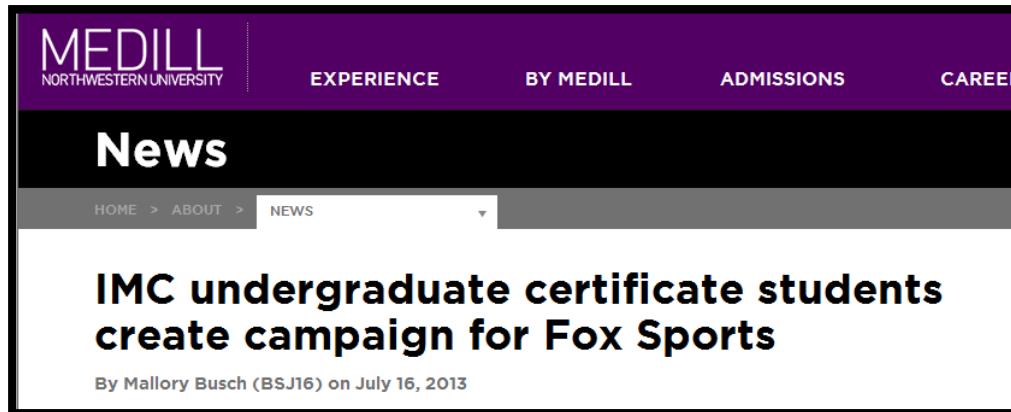 MEDILL
NORTHWESTERN UNIVERSITY
EXPERIENCE BY MEDILL ADMISSIONS CAREE
News
HOME > ABOUT > NEWS
IMC undergraduate certificate students
create campaign for Fox Sports
By Mallory Busch (BSJ16) on July 16, 2013